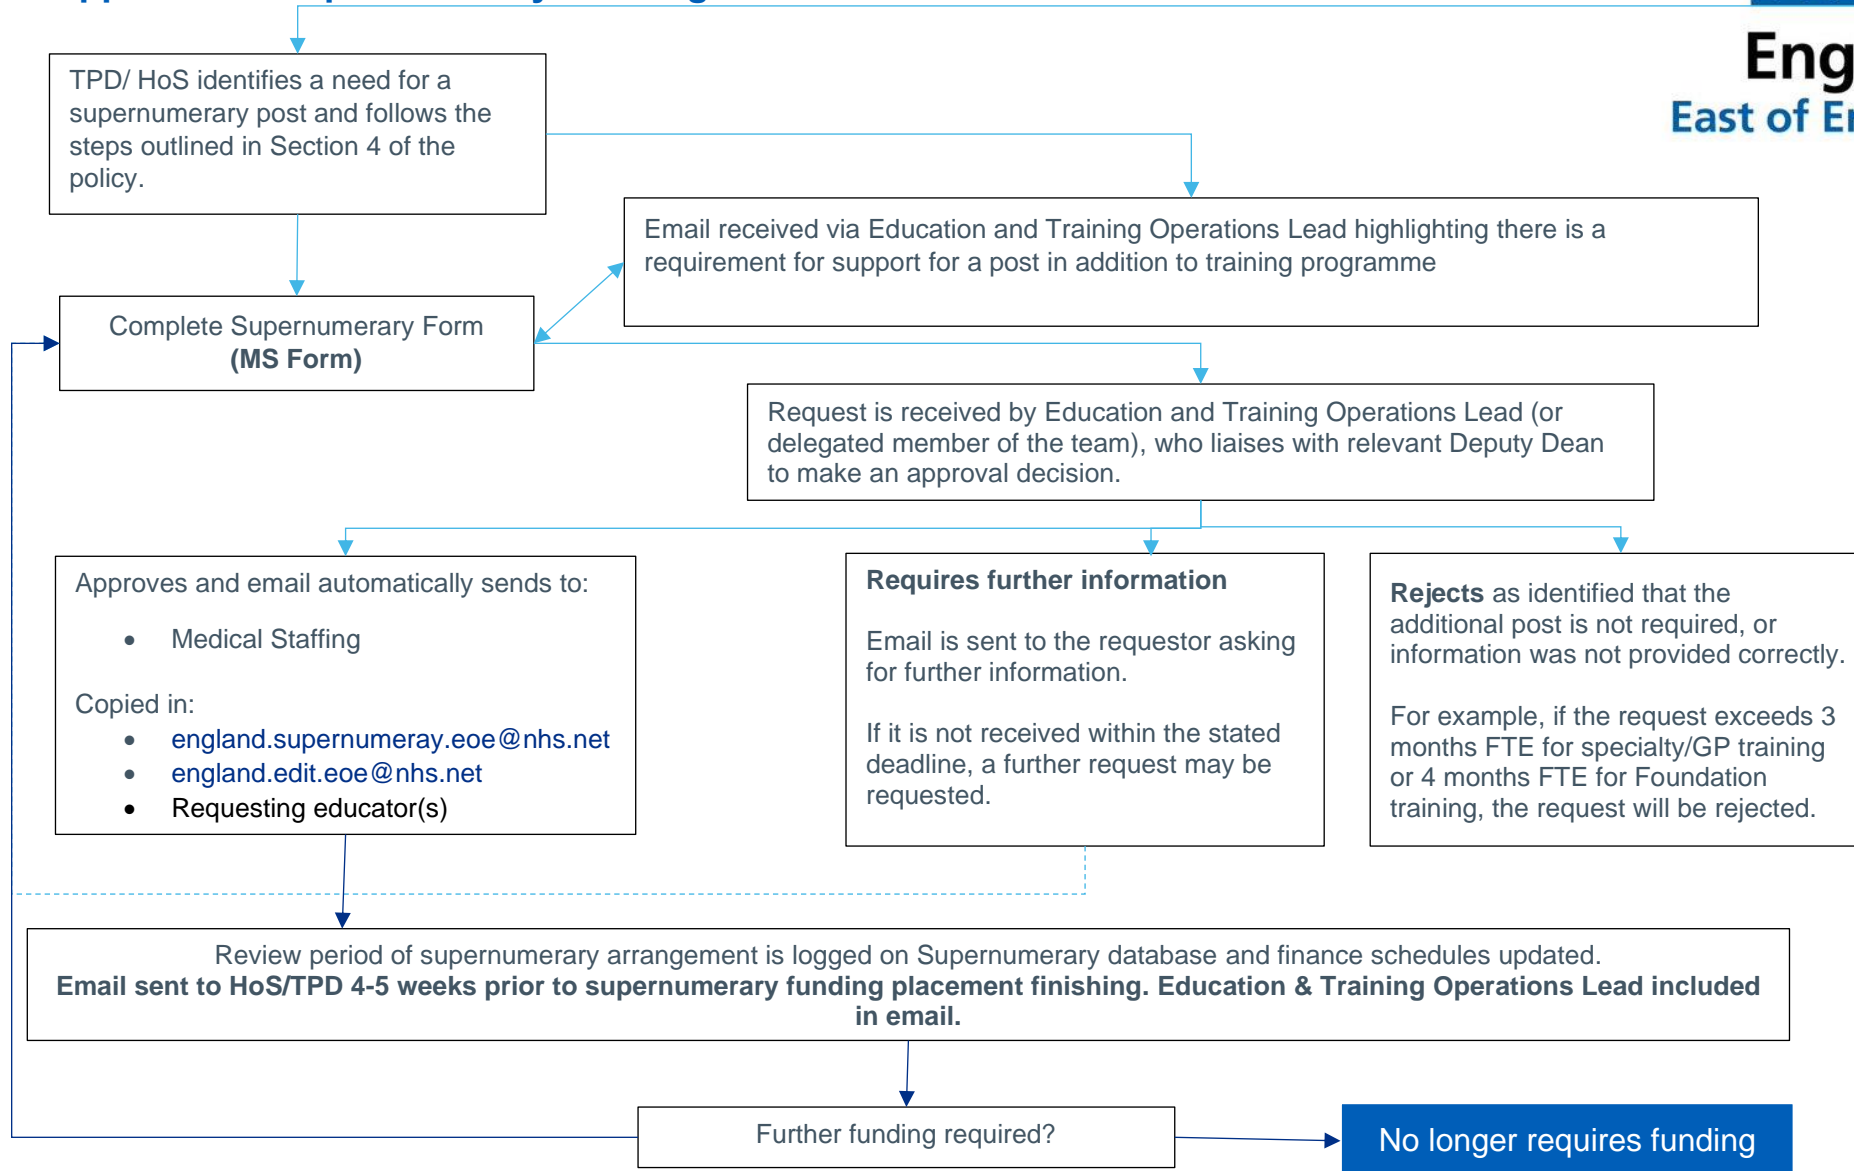 TPD/ HoS identifies a need for a
supernumerary post and follows the
steps outlined in Section 4 of the
policy.
Eng
East of En
Email received via Education and Training Operations Lead highlighting there is a
requirement for support for a post in addition to training programme
Complete Supernumerary Form
(MS Form)
Request is received by Education and Training Operations Lead (or
delegated member of the team), who liaises with relevant Deputy Dean
to make an approval decision.
Approves and email automatically sends to:
• Medical Staffing
Copied in:
• england.supernumeray.eoe@nhs.net
• england.edit.eoe@nhs.net
• Requesting educator(s)
Requires further information
Email is sent to the requestor asking
for further information.
If it is not received within the stated
deadline, a further request may be
requested.
Rejects as identified that the
additional post is not required, or
information was not provided correctly.
For example, if the request exceeds 3
months FTE for specialty/GP training
or 4 months FTE for Foundation
training, the request will be rejected.
Review period of supernumerary arrangement is logged on Supernumerary database and finance schedules updated.
Email sent to HoS/TPD 4-5 weeks prior to supernumerary funding placement finishing. Education & Training Operations Lead included
in email.
Further funding required?
No longer requires funding